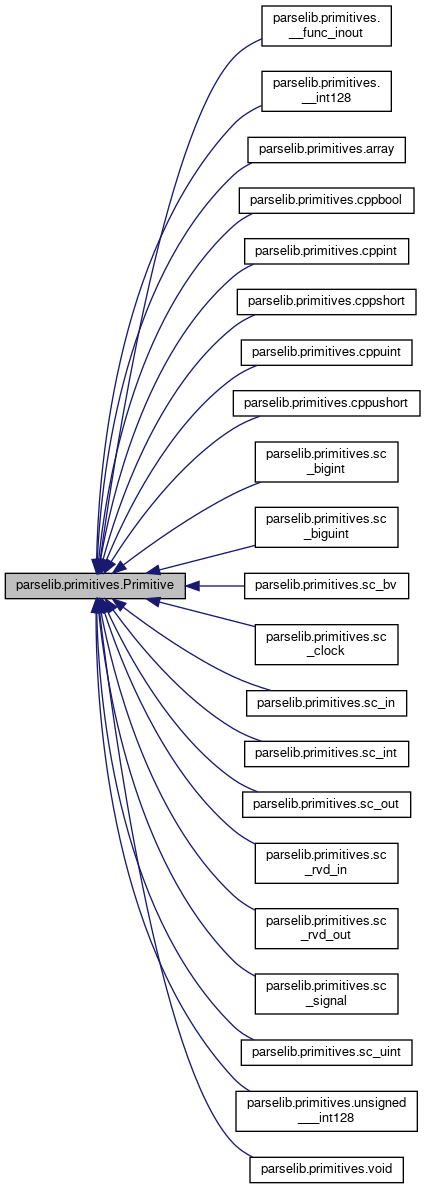 parselib.primitives.
__func_inout
parselib.primitives.
__int128
parselib.primitives.array
parselib.primitives.cppbool
parselib.primitives.cppint
parselib.primitives.cppshort
parselib.primitives.cppuint
parselib.primitives.cppushort
parselib.primitives.sc
_bigint
parselib.primitives.sc
_biguint
parselib.primitives.Primitive
parselib.primitives.sc_bv
parselib.primitives.sc
_clock
parselib.primitives.sc_in
parselib.primitives.sc_int
parselib.primitives.sc_out
parselib.primitives.sc
_rvd_in
parselib.primitives.sc
_rvd_out
parselib.primitives.sc
_signal
parselib.primitives.sc_uint
parselib.primitives.unsigned
___int128
parselib.primitives.void